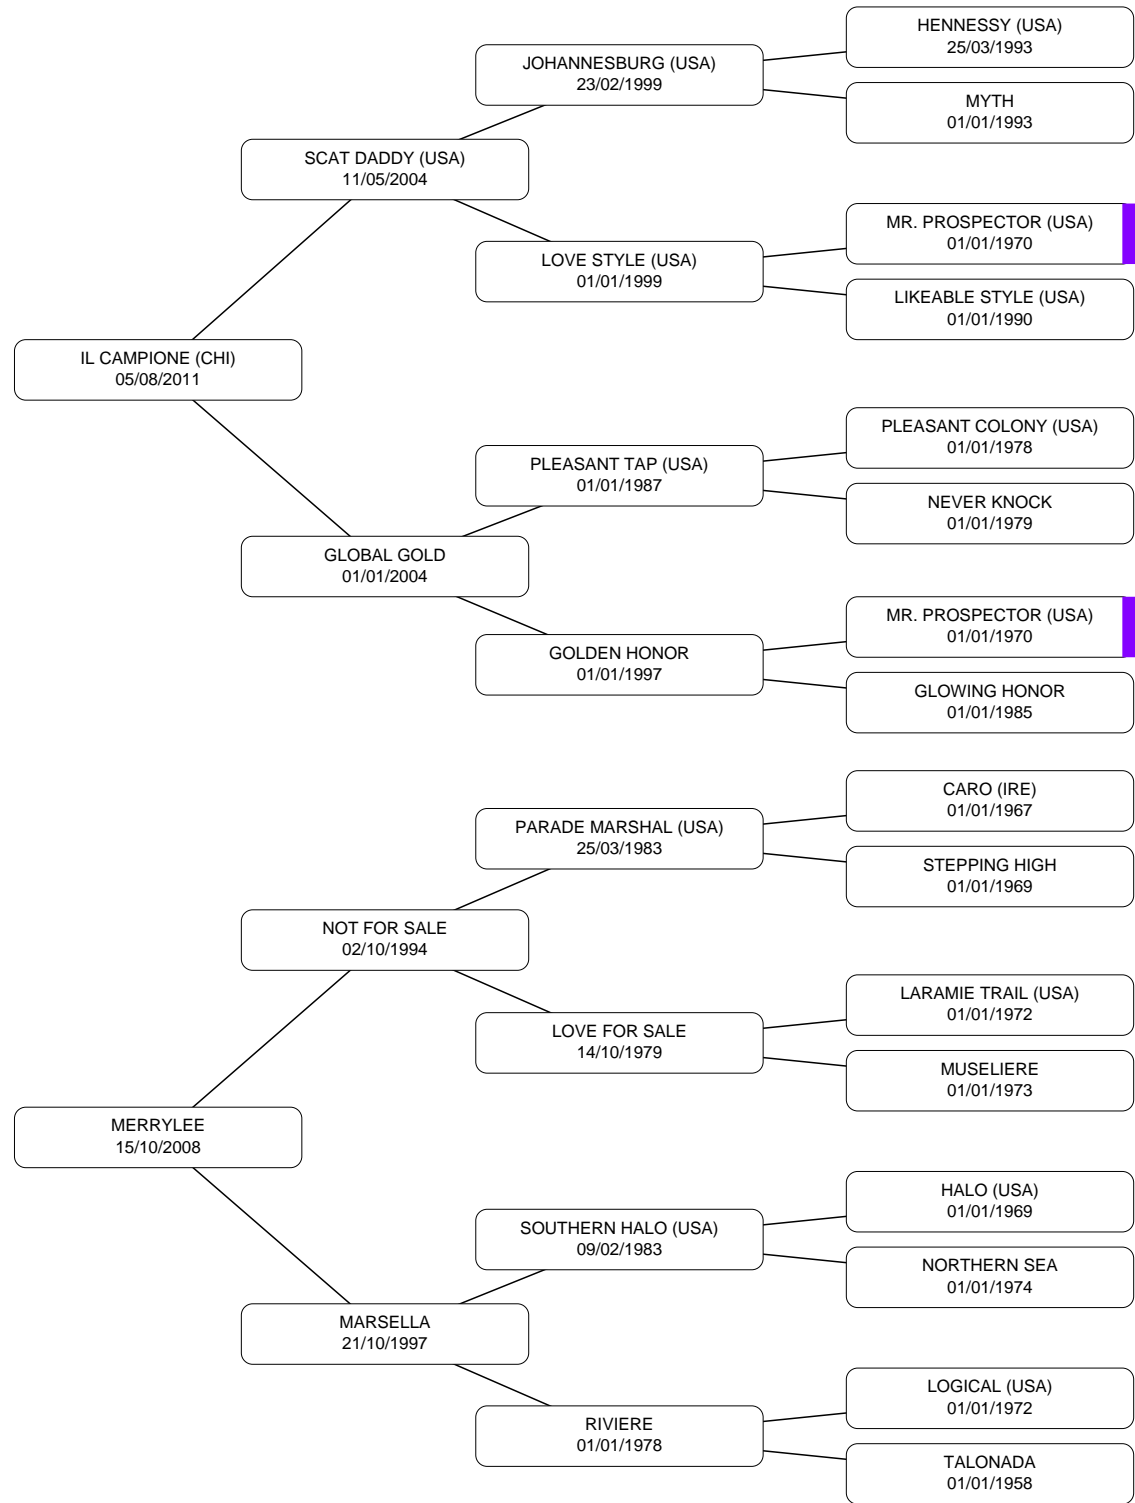 HENNESSY (USA)
25/03/1993
JOHANNESBURG (USA)
23/02/1999
MYTH
01/01/1993
SCAT DADDY (USA)
11/05/2004
MR. PROSPECTOR (USA)
01/01/1970
LOVE STYLE (USA)
01/01/1999
LIKEABLE STYLE (USA)
01/01/1990
IL CAMPIONE (CHI)
05/08/2011
PLEASANT COLONY (USA)
01/01/1978
PLEASANT TAP (USA)
01/01/1987
NEVER KNOCK
01/01/1979
GLOBAL GOLD
01/01/2004
MR. PROSPECTOR (USA)
01/01/1970
GOLDEN HONOR
01/01/1997
GLOWING HONOR
01/01/1985
CARO (IRE)
01/01/1967
PARADE MARSHAL (USA)
25/03/1983
STEPPING HIGH
01/01/1969
NOT FOR SALE
02/10/1994
LARAMIE TRAIL (USA)
01/01/1972
LOVE FOR SALE
14/10/1979
MUSELIERE
01/01/1973
MERRYLEE
15/10/2008
HALO (USA)
01/01/1969
SOUTHERN HALO (USA)
09/02/1983
NORTHERN SEA
01/01/1974
MARSELLA
21/10/1997
LOGICAL (USA)
01/01/1972
RIVIERE
01/01/1978
TALONADA
01/01/1958